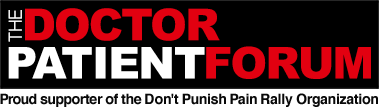 THE DOCTOR
PATIENTFORUM
Proud supporter of the Don't Punish Pain Rally Organization